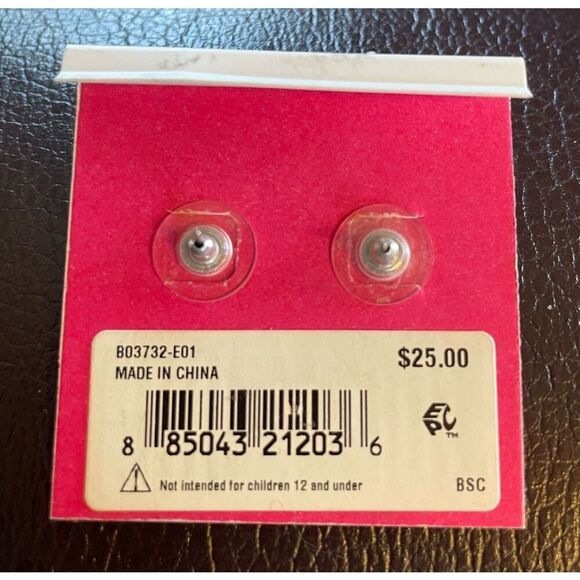 B03732-E01
$25.00
MADE IN CHINA
8 85043 21203 6
EPC™
Not intended for children 12 and under
BSC